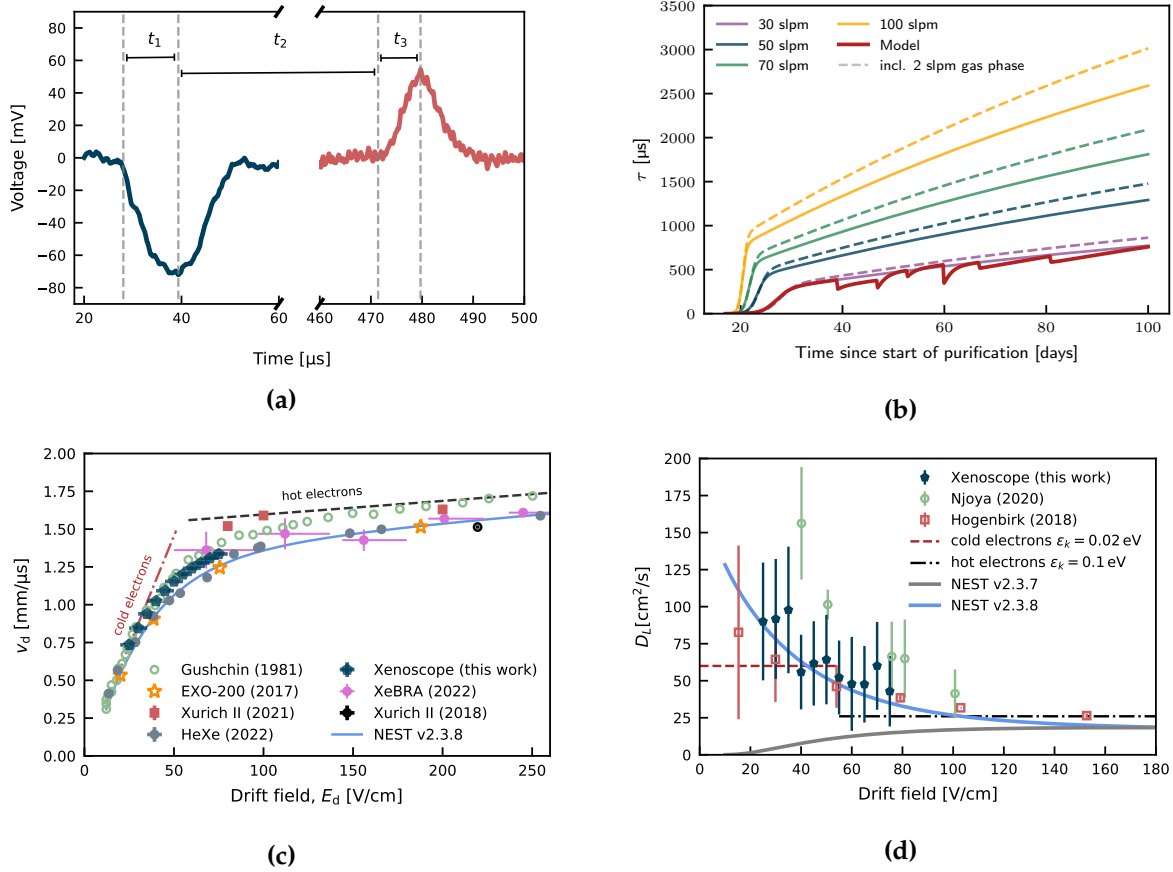 80
60
40
20
0
−20
−40
−60
−80
Voltage [mV]
t₁
t₂
t₃
20
40
60
460
470
480
490
500
Time [µs]
(a)
30 slpm
50 slpm
70 slpm
100 slpm
Model
incl. 2 slpm gas phase
3500
3000
2500
2000
1500
1000
500
0
τ [µs]
20
40
60
80
100
Time since start of purification [days]
(b)
2.00
1.75
1.50
1.25
1.00
0.75
0.50
0.25
0.00
v_d [mm/µs]
cold electrons
hot electrons
Gushchin (1981)
EXO-200 (2017)
Xurich II (2021)
HeXe (2022)
Xenoscope (this work)
XeBRA (2022)
Xurich II (2018)
NEST v2.3.8
0
50
100
150
200
250
Drift field, E_d [V/cm]
(c)
200
175
150
125
100
75
50
25
0
D_L[cm²/s]
Xenoscope (this work)
Njoya (2020)
Hogenbirk (2018)
cold electrons ε_k = 0.02 eV
hot electrons ε_k = 0.1 eV
NEST v2.3.7
NEST v2.3.8
0
20
40
60
80
100
120
140
160
180
Drift field [V/cm]
(d)